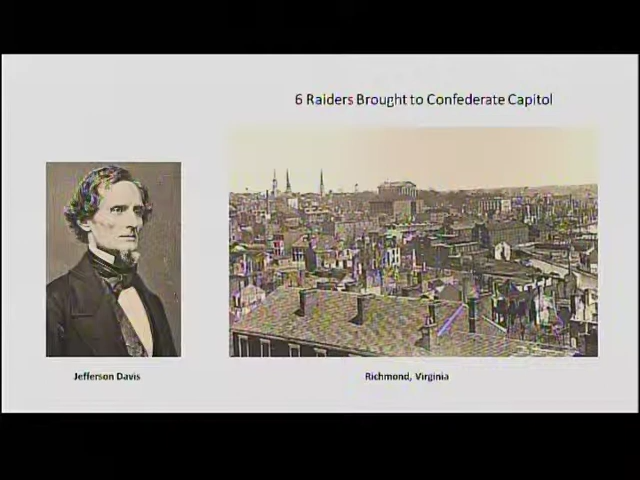 6 Raiders Brought to Confederate Capitol
Jefferson Davis
Richmond, Virginia